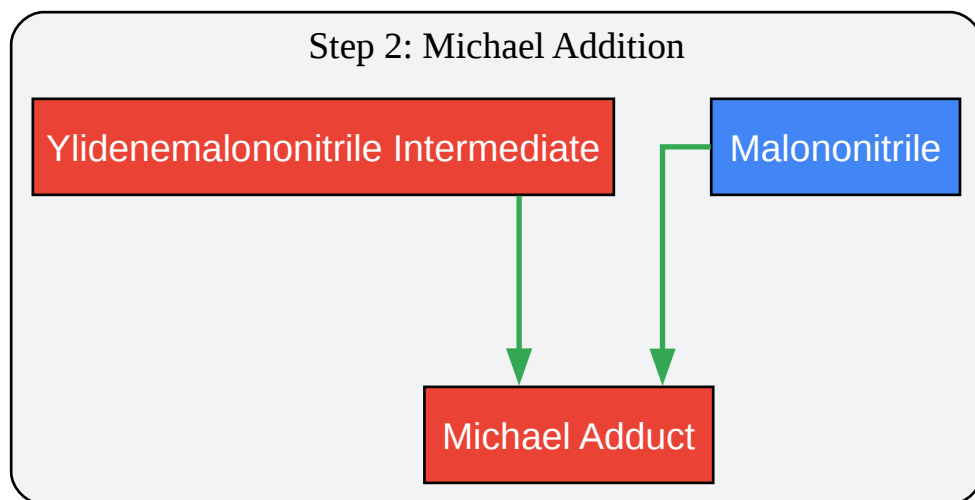 Step 2: Michael Addition
Ylidenemalononitrile Intermediate
Malononitrile
Michael Adduct